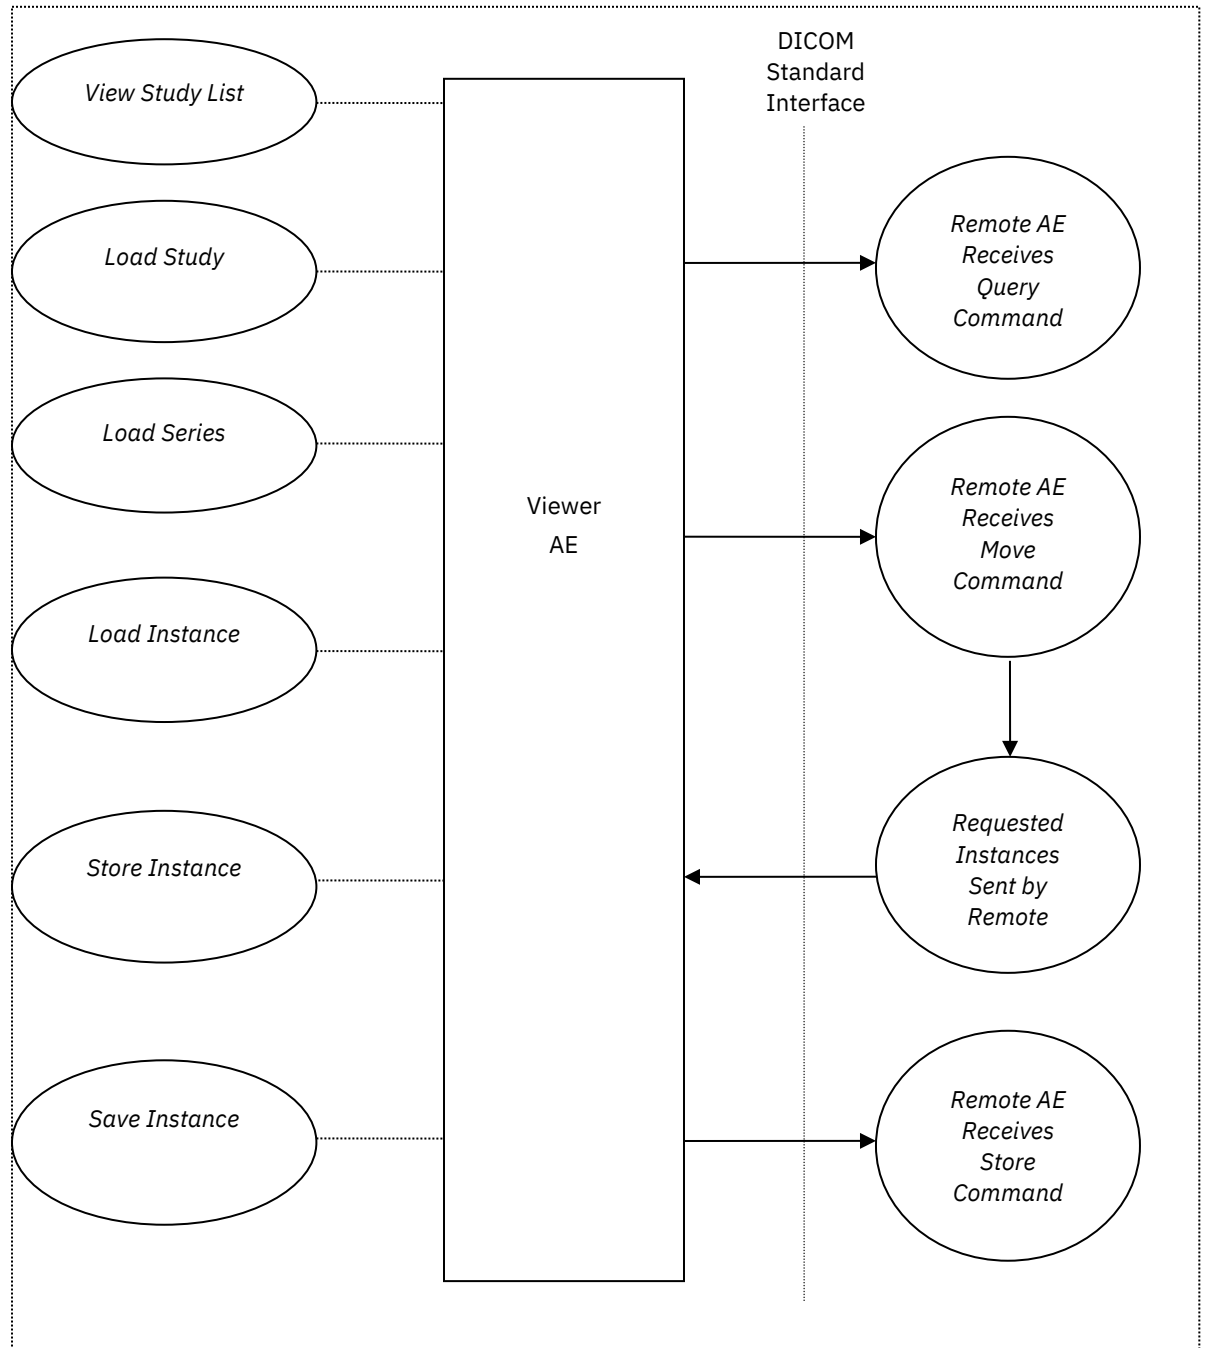 DICOM
Standard
Interface
View Study List
Load Study
Load Series
Load Instance
Store Instance
Save Instance
Viewer
AE
Remote AE
Receives
Query
Command
Remote AE
Receives
Move
Command
Requested
Instances
Sent by
Remote
Remote AE
Receives
Store
Command